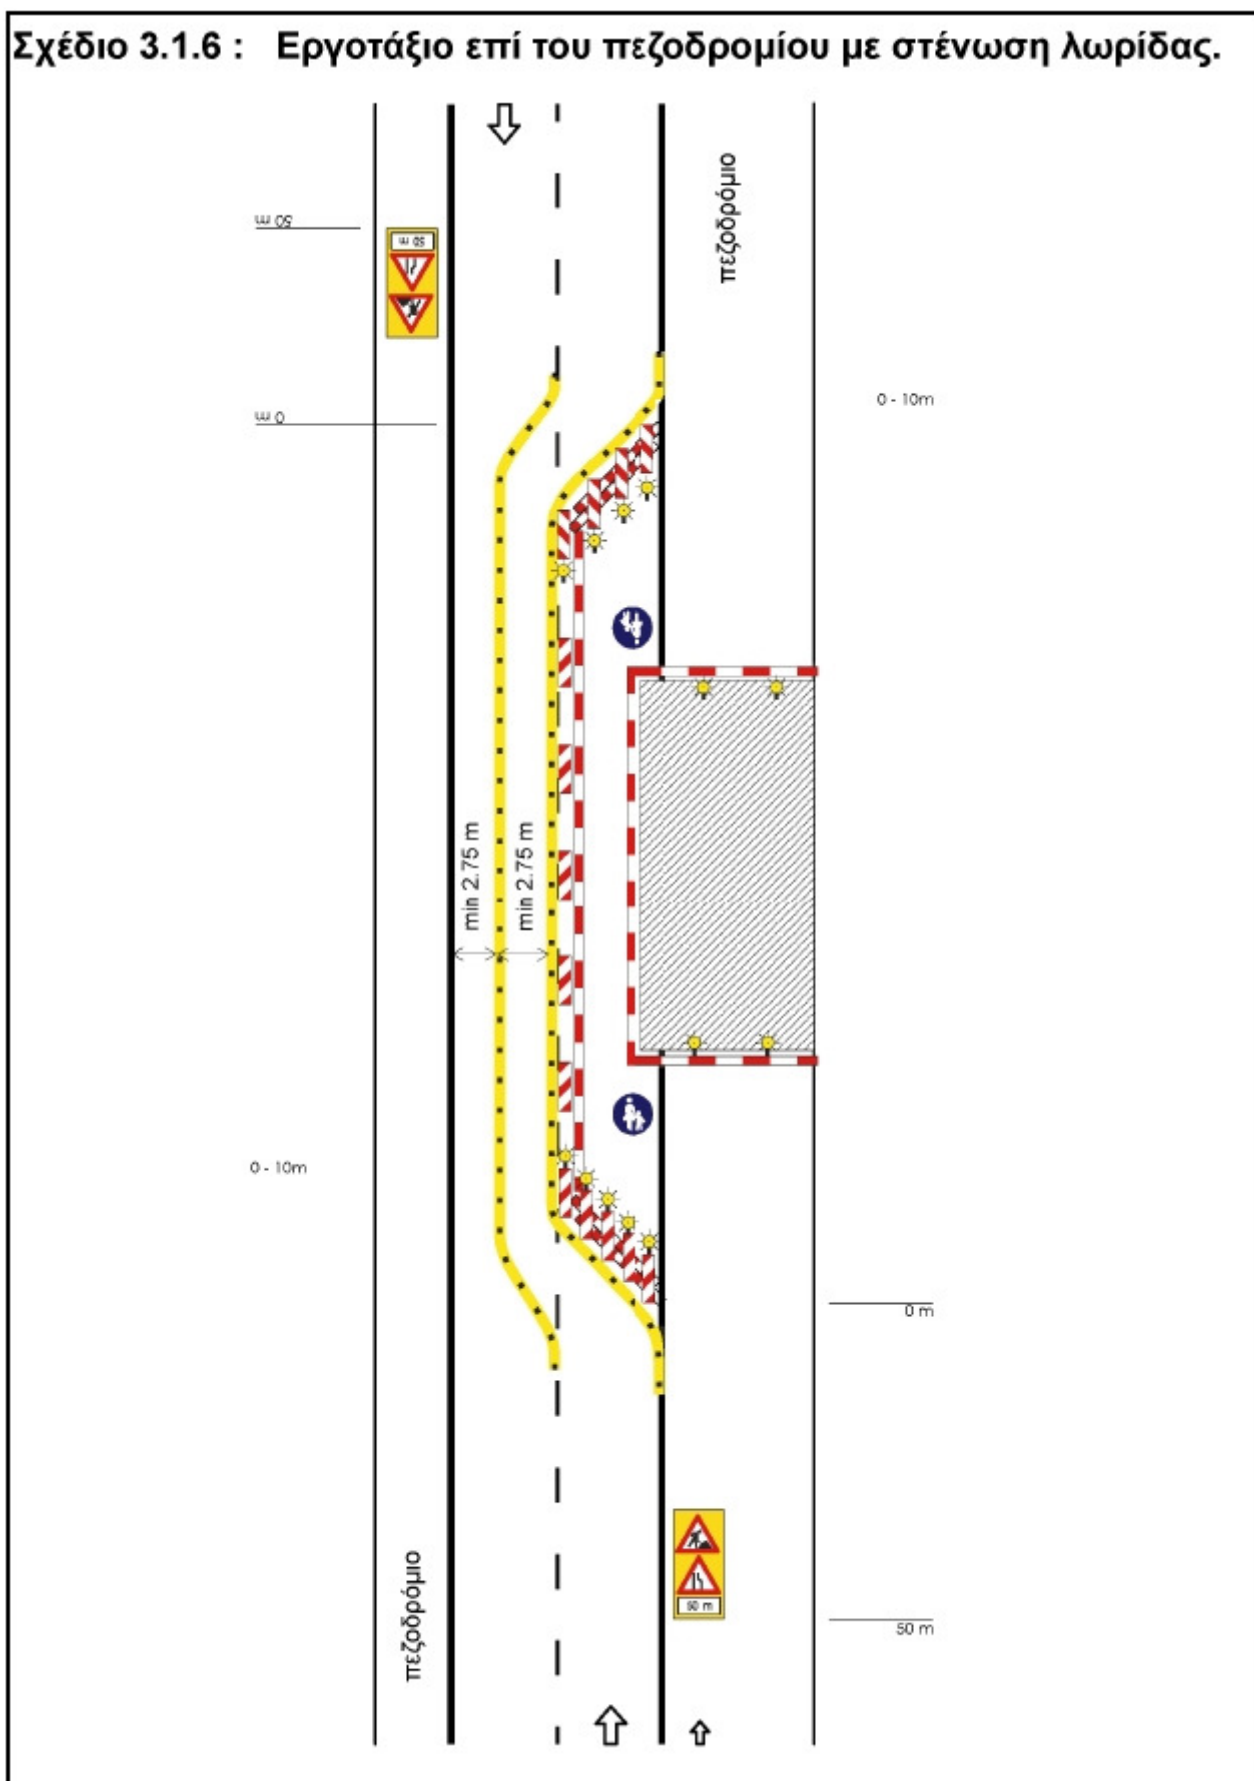 Σχέδιο 3.1.6 : Εργοτάξιο επί του πεζοδρομίου με στένωση λωρίδας.
πεζοδρόμιο
50 m
50 m
0 m
0 - 10m
min 2.75 m
min 2.75 m
0 - 10m
0 m
πεζοδρόμιο
50 m
50 m